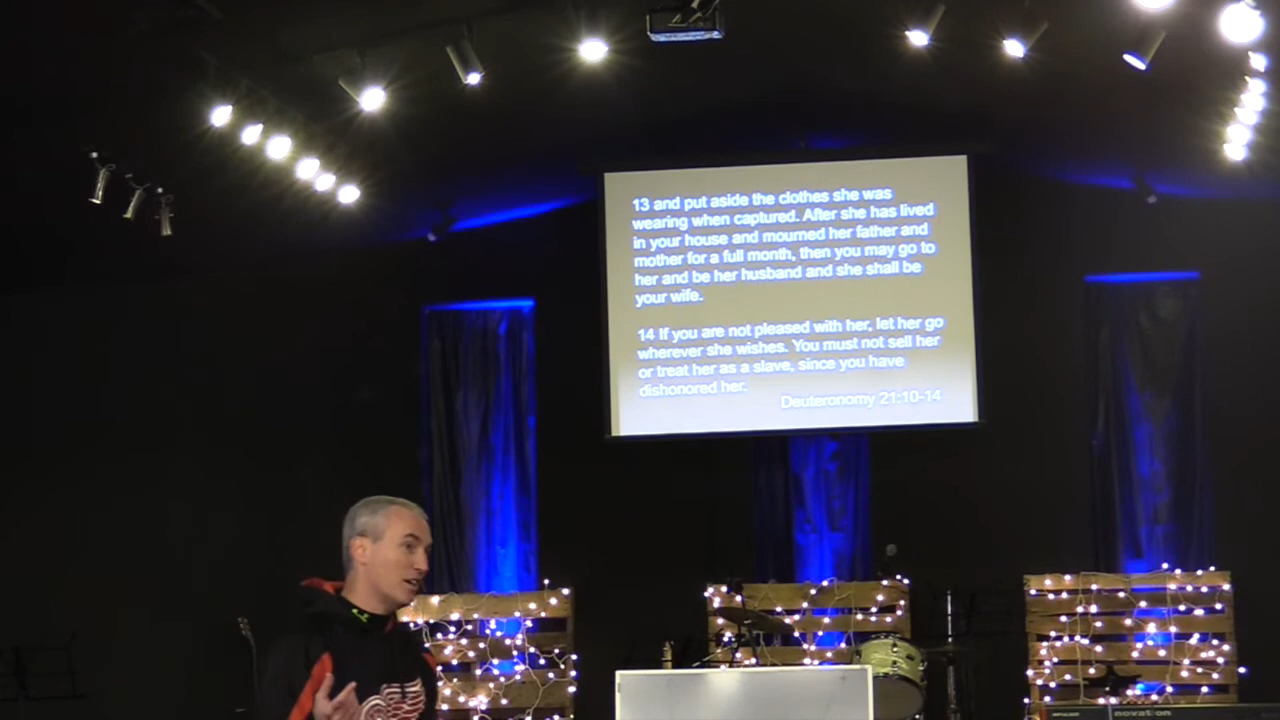 13 and put aside the clothes she was
wearing when captured. After she has lived
in your house and mourned her father and
mother for a full month, then you may go to
her and be her husband and she shall be
your wife.
14 If you are not pleased with her, let her go
wherever she wishes. You must not sell her
or treat her as a slave, since you have
dishonored her.
Deuteronomy 21:10-14
novation